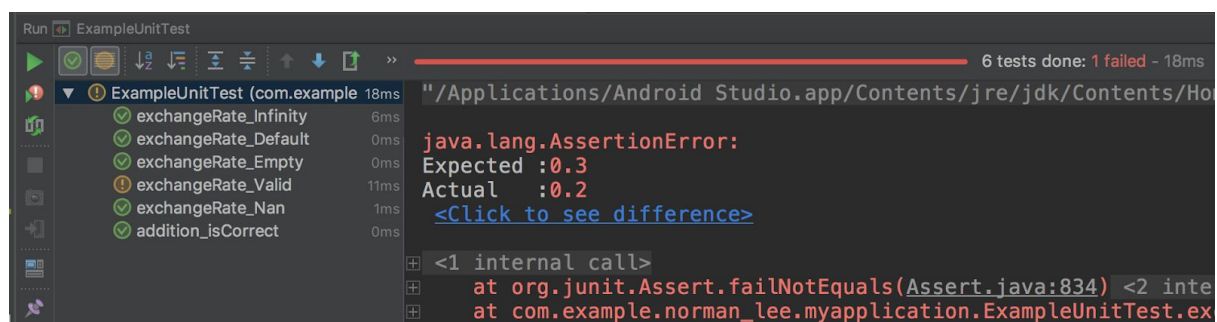 Run ExampleUnitTest
6 tests done: 1 failed - 18ms
ExampleUnitTest (com.example 18ms
exchangeRate_Infinity 6ms
exchangeRate_Default 0ms
exchangeRate_Empty 0ms
exchangeRate_Valid 11ms
exchangeRate_Nan 1ms
addition_isCorrect 0ms
"/Applications/Android Studio.app/Contents/jre/jdk/Contents/Ho
java.lang.AssertionError:
Expected :0.3
Actual   :0.2
<Click to see difference>
<1 internal call>
at org.junit.Assert.failNotEquals(Assert.java:834) <2 inte
at com.example.norman_lee.myapplication.ExampleUnitTest.ex